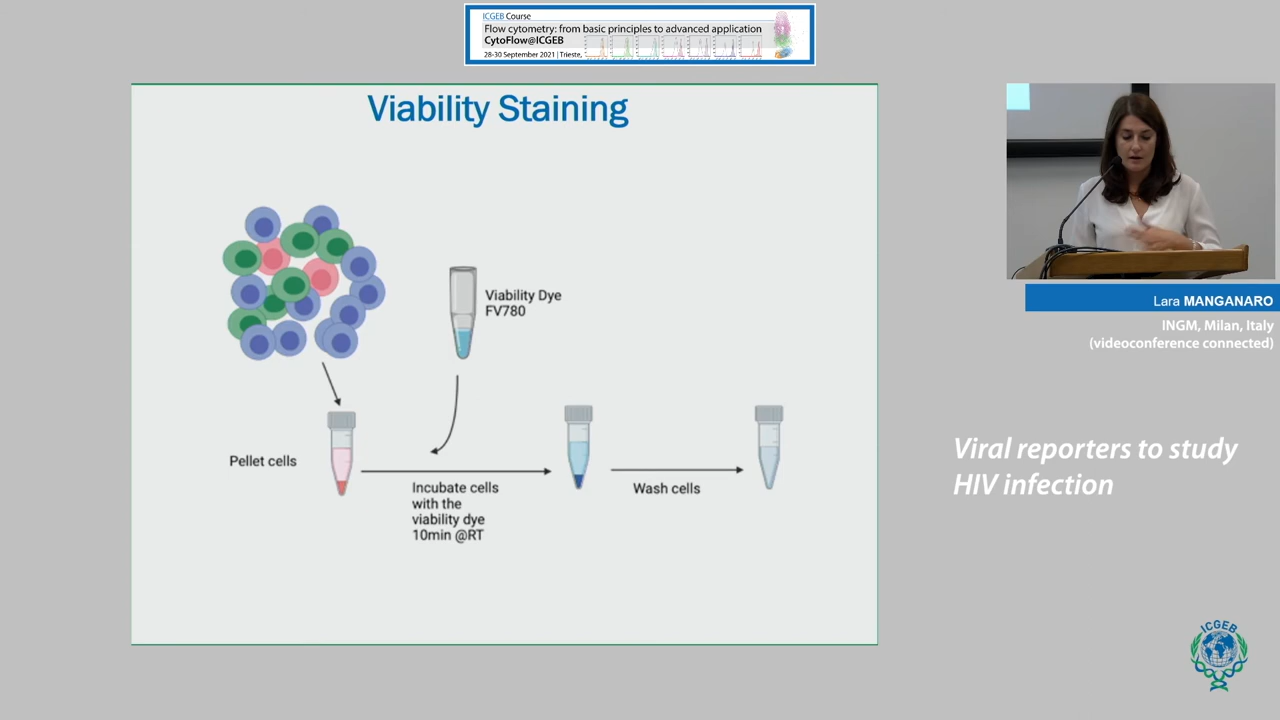 ICGEB Course
Flow cytometry: from basic principles to advanced application
CytoFlow@ICGEB
28-30 September 2021 | Trieste,
Viability Staining
Viability Dye
FV780
Pellet cells
Incubate cells
with the
viability dye
10min @RT
Wash cells
Lara MANGANARO
INGM, Milan, Italy
(videoconference connected)
Viral reporters to study
HIV infection
ICGEB